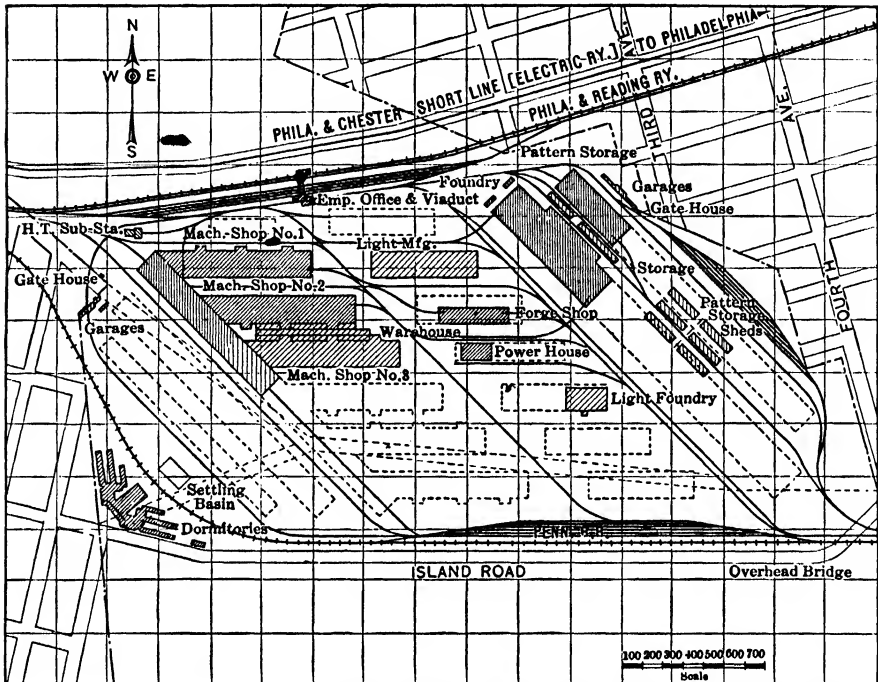 N
W E
S
PHILA. & CHESTER SHORT LINE [ELECTRIC RY.] TO PHILADELPHIA
PHILA. & READING RY.
THIRD AVE.
FOURTH AVE.
Pattern Storage
Foundry
Garages
Gate House
Emp. Office & Viaduct
H.T. Sub-Sta.
Mach. Shop No.1
Light Mfg.
Storage
Gate House
Mach. Shop No.2
Forge Shop
Pattern
Storage
Sheds
Garages
Warehouse
Power House
Mach. Shop No.3
Light Foundry
Settling
Basin
Dormitories
PENN. R.R.
ISLAND ROAD
Overhead Bridge
100 200 300 400 500 600 700
Scale